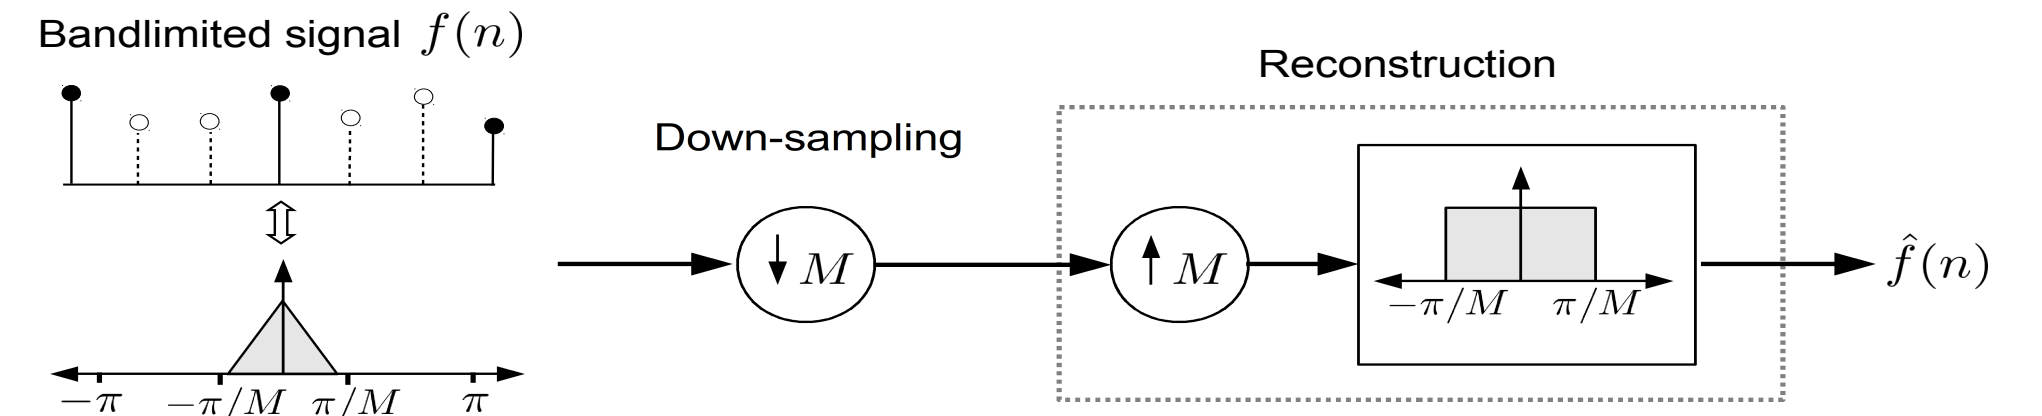 Bandlimited signal f(n)
−π −π/M π/M π
Down-sampling
↓ M
Reconstruction
↑ M
−π/M π/M
f̂(n)